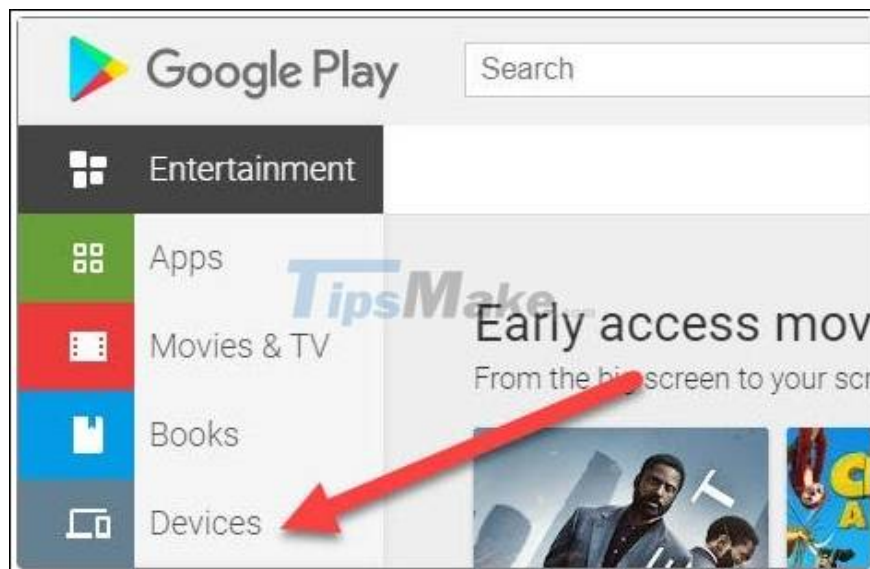 Google Play
Search
Entertainment
Apps
TipsMake
Movies & TV
Early access mov
From the big screen to your scr
Books
Devices